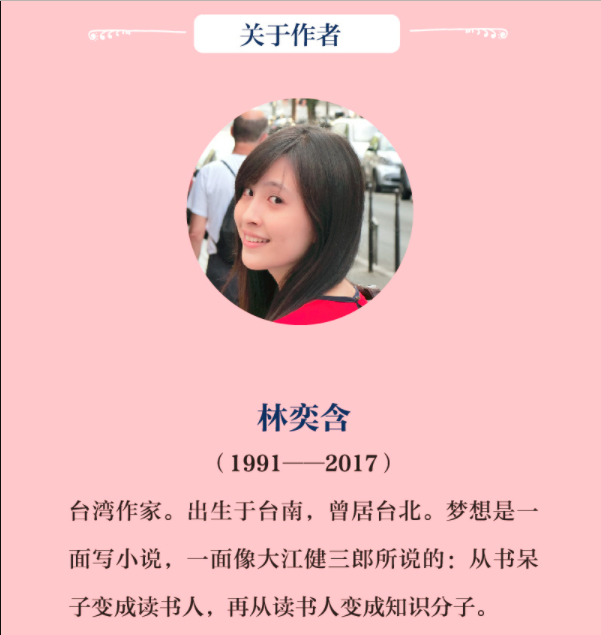 关于作者
林奕含
（1991——2017）
台湾作家。出生于台南，曾居台北。梦想是一
面写小说，一面像大江健三郎所说的：从书呆
子变成读书人，再从读书人变成知识分子。